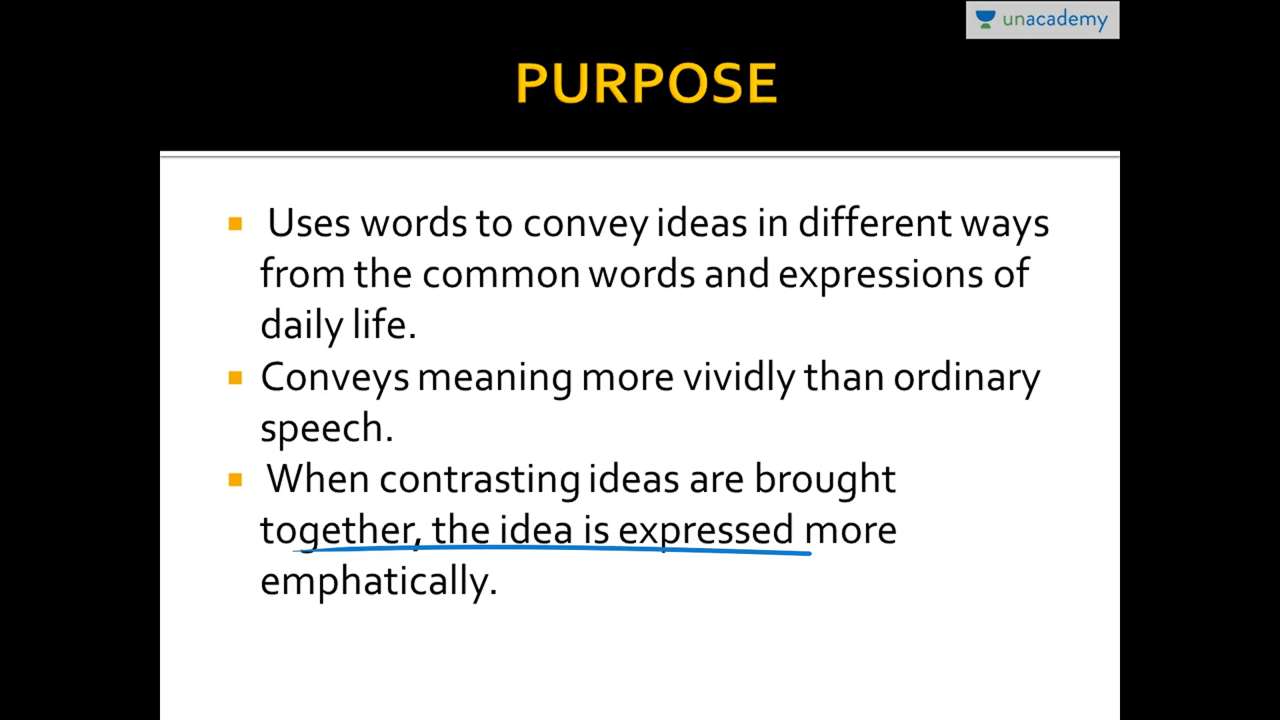 unacademy
PURPOSE
Uses words to convey ideas in different ways
from the common words and expressions of
daily life.
Conveys meaning more vividly than ordinary
speech.
When contrasting ideas are brought
together, the idea is expressed more
emphatically.